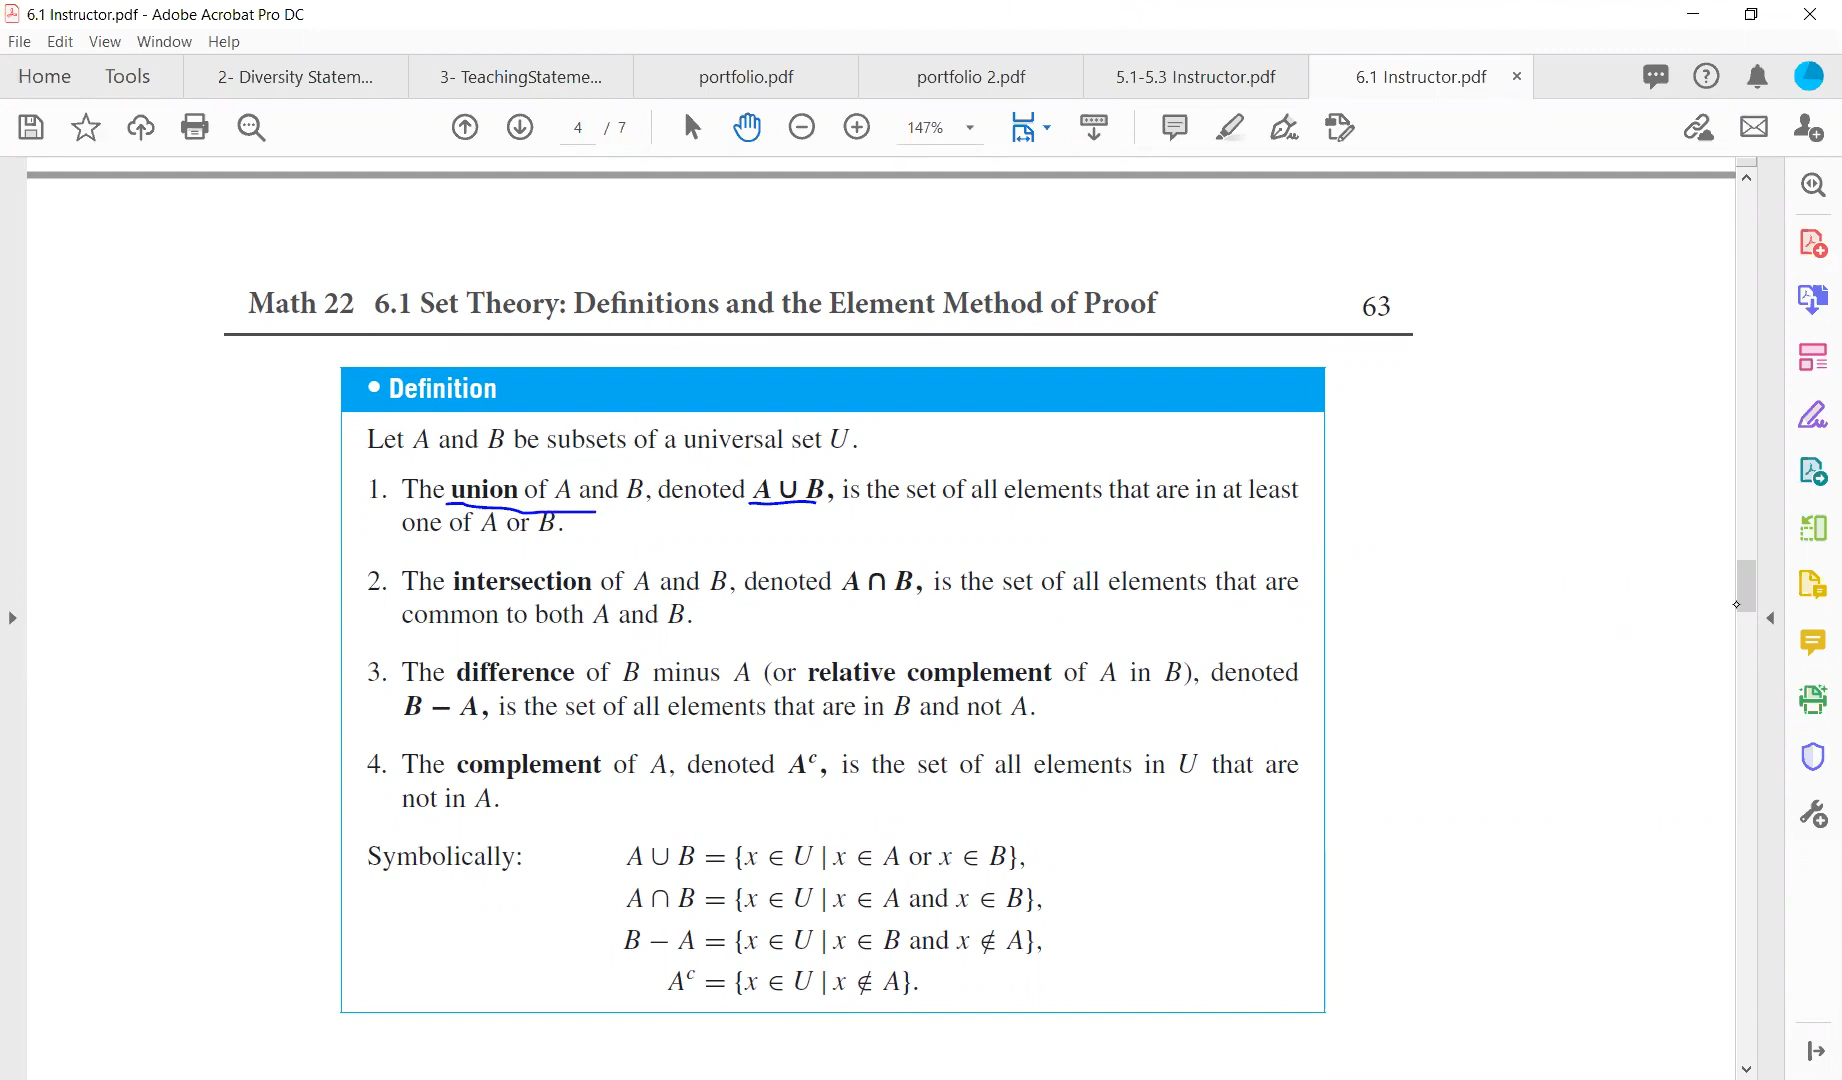 6.1 Instructor.pdf - Adobe Acrobat Pro DC
File Edit View Window Help
Home Tools 2- Diversity Statem... 3- TeachingStateme... portfolio.pdf portfolio 2.pdf 5.1-5.3 Instructor.pdf 6.1 Instructor.pdf ×
4 / 7 147%
Math 22 6.1 Set Theory: Definitions and the Element Method of Proof 63
• Definition
Let A and B be subsets of a universal set U.
1. The union of A and B, denoted A ∪ B, is the set of all elements that are in at least
one of A or B.
2. The intersection of A and B, denoted A ∩ B, is the set of all elements that are
common to both A and B.
3. The difference of B minus A (or relative complement of A in B), denoted
B − A, is the set of all elements that are in B and not A.
4. The complement of A, denoted Aᶜ, is the set of all elements in U that are
not in A.
Symbolically: A ∪ B = {x ∈ U | x ∈ A or x ∈ B},
A ∩ B = {x ∈ U | x ∈ A and x ∈ B},
B − A = {x ∈ U | x ∈ B and x ∉ A},
Aᶜ = {x ∈ U | x ∉ A}.